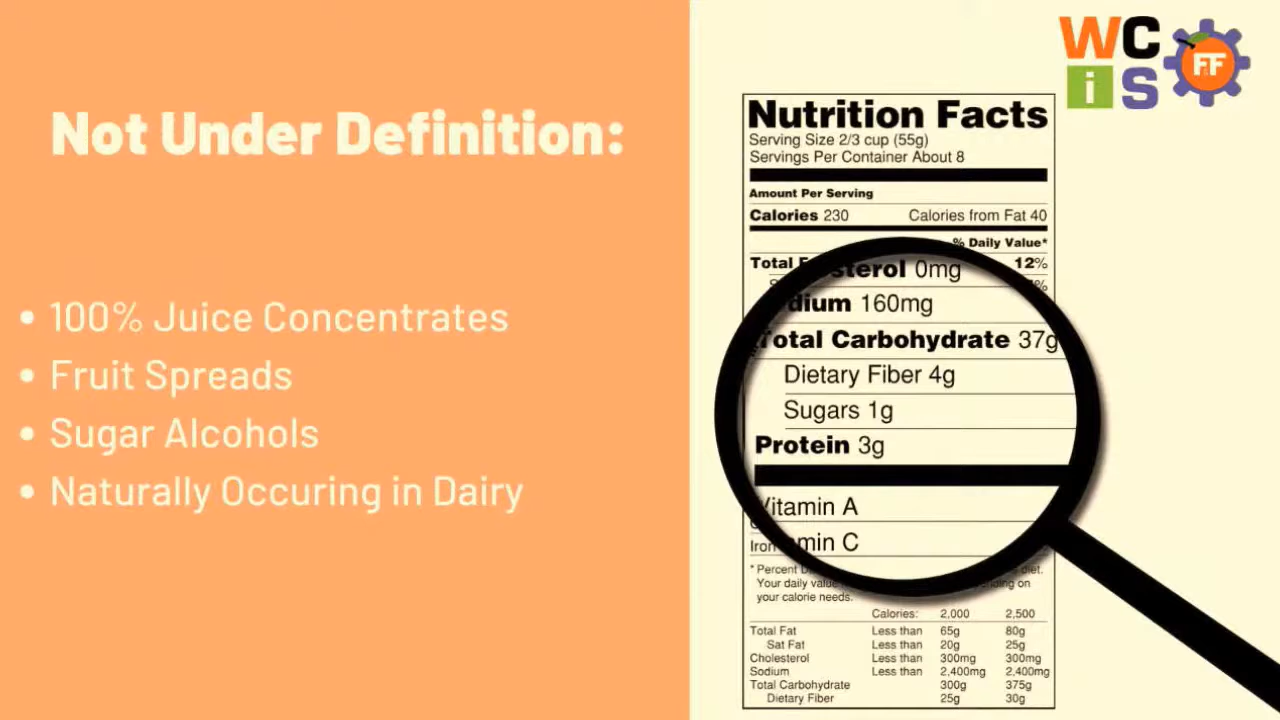 Not Under Definition:
• 100% Juice Concentrates
• Fruit Spreads
• Sugar Alcohols
• Naturally Occuring in Dairy
WC
iS
F&F
Nutrition Facts
Serving Size 2/3 cup (55g)
Servings Per Container About 8
Amount Per Serving
Calories 230 Calories from Fat 40
% Daily Value*
Total 12%
0mg
160mg
Total Carbohydrate 37g
Dietary Fiber 4g
Sugars 1g
Protein 3g
Vitamin A
Iron C
* Percent diet.
Your daily value on
your calorie needs.
Calories: 2,000 2,500
Total Fat Less than 65g 80g
Sat Fat Less than 20g 25g
Cholesterol Less than 300mg 300mg
Sodium Less than 2,400mg 2,400mg
Total Carbohydrate 300g 375g
Dietary Fiber 25g 30g